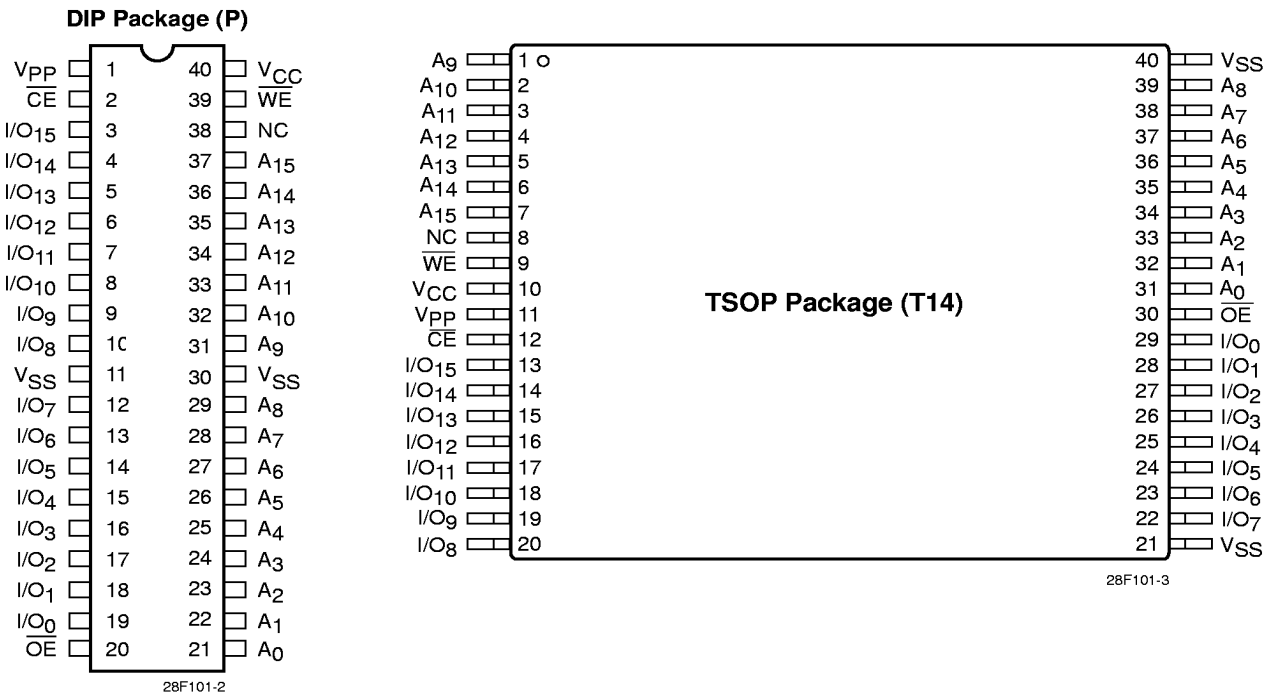 DIP Package (P)
VPP 1 40 VCC
CE 2 39 WE
I/O15 3 38 NC
I/O14 4 37 A15
I/O13 5 36 A14
I/O12 6 35 A13
I/O11 7 34 A12
I/O10 8 33 A11
I/O9 9 32 A10
I/O8 10 31 A9
VSS 11 30 VSS
I/O7 12 29 A8
I/O6 13 28 A7
I/O5 14 27 A6
I/O4 15 26 A5
I/O3 16 25 A4
I/O2 17 24 A3
I/O1 18 23 A2
I/O0 19 22 A1
OE 20 21 A0
28F101-2
A9 1 40 VSS
A10 2 39 A8
A11 3 38 A7
A12 4 37 A6
A13 5 36 A5
A14 6 35 A4
A15 7 34 A3
NC 8 33 A2
WE 9 32 A1
VCC 10 31 A0
TSOP Package (T14)
VPP 11 30 OE
CE 12 29 I/O0
I/O15 13 28 I/O1
I/O14 14 27 I/O2
I/O13 15 26 I/O3
I/O12 16 25 I/O4
I/O11 17 24 I/O5
I/O10 18 23 I/O6
I/O9 19 22 I/O7
I/O8 20 21 VSS
28F101-3